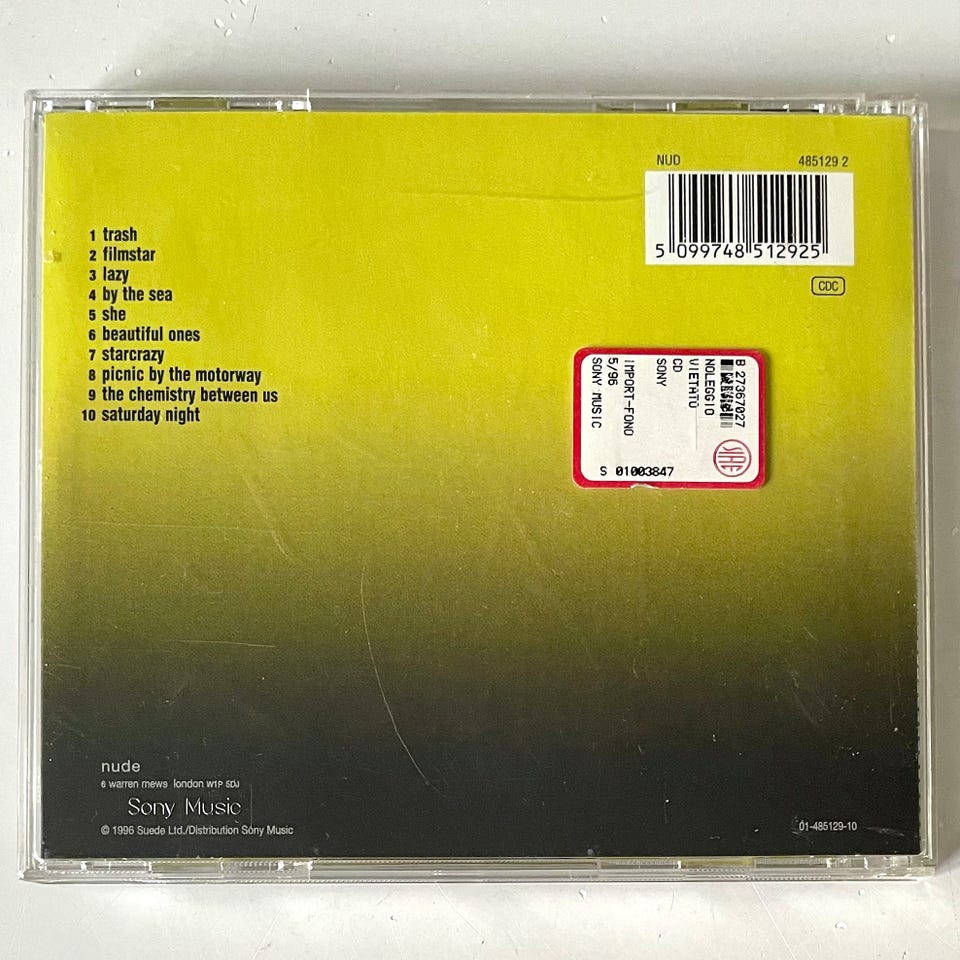 NUD 485129 2
5 099748 512925
CDC
1 trash
2 filmstar
3 lazy
4 by the sea
5 she
6 beautiful ones
7 starcrazy
8 picnic by the motorway
9 the chemistry between us
10 saturday night
B 27367027
NOLEGGIO
VIETATO
CD
SONY
IMPORT-FONO
5/96
SONY MUSIC
S 01003847
SIAE
nude
6 warren mews london W1P 5DJ
Sony Music
© 1996 Suede Ltd./Distribution Sony Music
01-485129-10